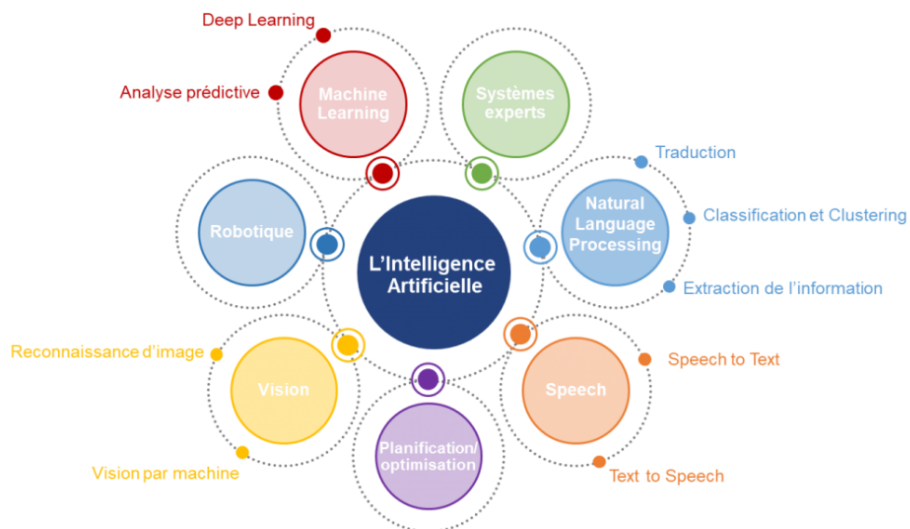 Deep Learning
Analyse prédictive
Machine
Learning
Systèmes
experts
Traduction
Classification et Clustering
Extraction de l'information
Natural
Language
Processing
Robotique
L'Intelligence
Artificielle
Reconnaissance d'image
Vision
Vision par machine
Planification/
optimisation
Speech
Speech to Text
Text to Speech